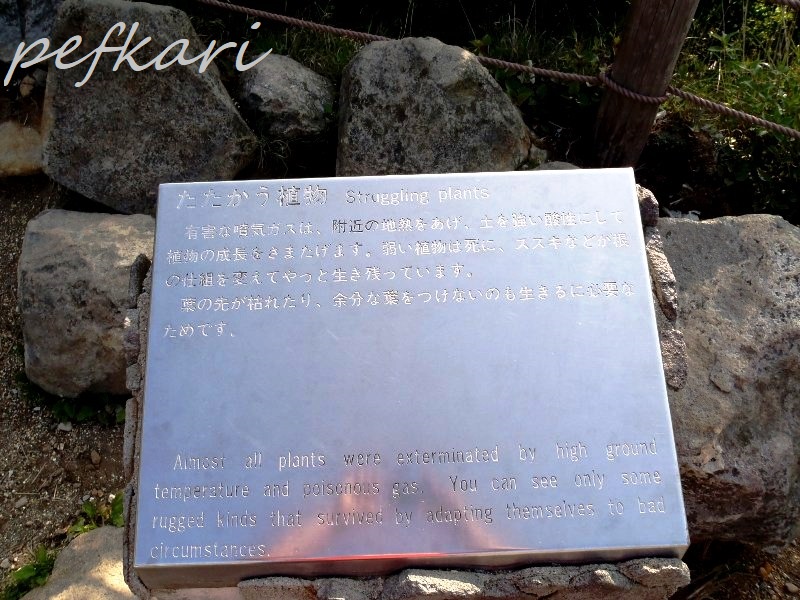 pefkari
たたかう植物 Struggling plants
有害な噴気ガスは、附近の地熱をあげ、土を強い酸性にして
植物の成長をさまたげます。弱い植物は死に、ススキなどが根
の仕組を変えてやっと生き残っています。
葉の先が枯れたり、余分な葉をつけないのも生きるに必要な
ためです。
Almost all plants were exterminated by high ground
temperature and poisonous gas. You can see only some
rugged kinds that survived by adapting themselves to bad
circumstances.